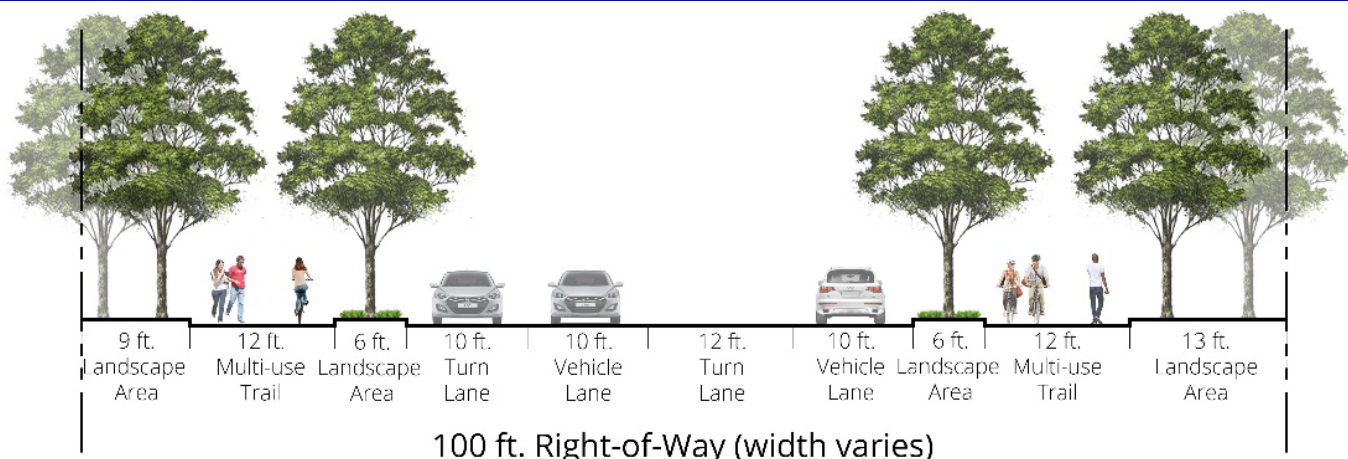 9 ft.
Landscape
Area
12 ft.
Multi-use
Trail
6 ft.
Landscape
Area
10 ft.
Turn
Lane
10 ft.
Vehicle
Lane
12 ft.
Turn
Lane
10 ft.
Vehicle
Lane
6 ft.
Landscape
Area
12 ft.
Multi-use
Trail
13 ft.
Landscape
Area
100 ft. Right-of-Way (width varies)